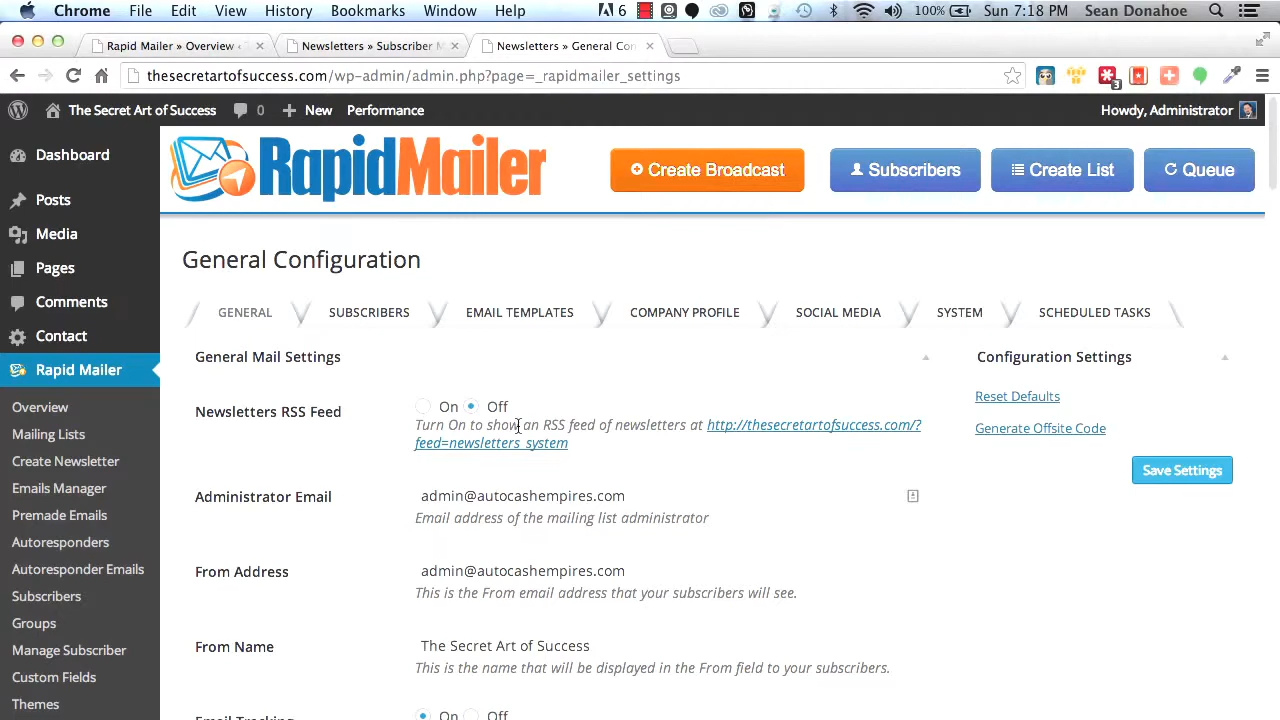 Chrome File Edit View History Bookmarks Window Help 6 100% Sun 7:18 PM Sean Donahoe
Rapid Mailer » Overview ‹ Newsletters » Subscriber M Newsletters » General Con
thesecretartofsuccess.com/wp-admin/admin.php?page=_rapidmailer_settings 3
The Secret Art of Success 0 New Performance Howdy, Administrator
RapidMailer Create Broadcast Subscribers Create List Queue
Dashboard
Posts
Media
Pages
Comments
Contact
Rapid Mailer
Overview
Mailing Lists
Create Newsletter
Emails Manager
Premade Emails
Autoresponders
Autoresponder Emails
Subscribers
Groups
Manage Subscriber
Custom Fields
Themes
General Configuration
GENERAL SUBSCRIBERS EMAIL TEMPLATES COMPANY PROFILE SOCIAL MEDIA SYSTEM SCHEDULED TASKS
General Mail Settings
Newsletters RSS Feed On Off
Turn On to show an RSS feed of newsletters at http://thesecretartofsuccess.com/?
feed=newsletters_system
Administrator Email admin@autocashempires.com
Email address of the mailing list administrator
From Address admin@autocashempires.com
This is the From email address that your subscribers will see.
From Name The Secret Art of Success
This is the name that will be displayed in the From field to your subscribers.
Email Tracking On Off
Configuration Settings
Reset Defaults
Generate Offsite Code
Save Settings